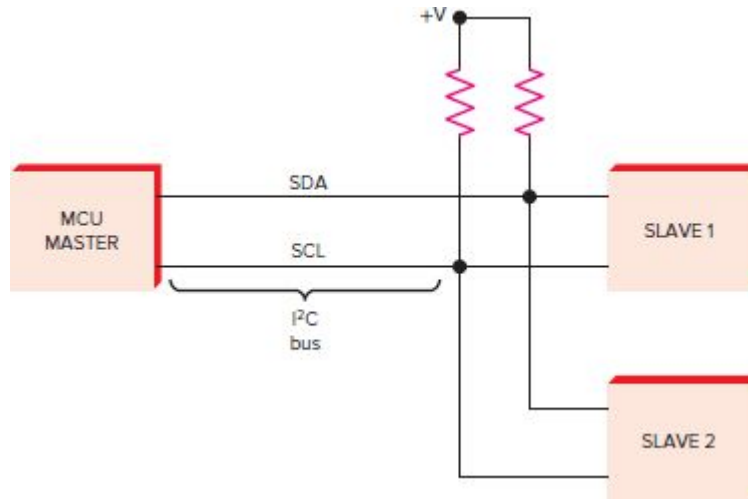 +V
SDA
MCU
MASTER
SLAVE 1
SCL
I²C
bus
SLAVE 2